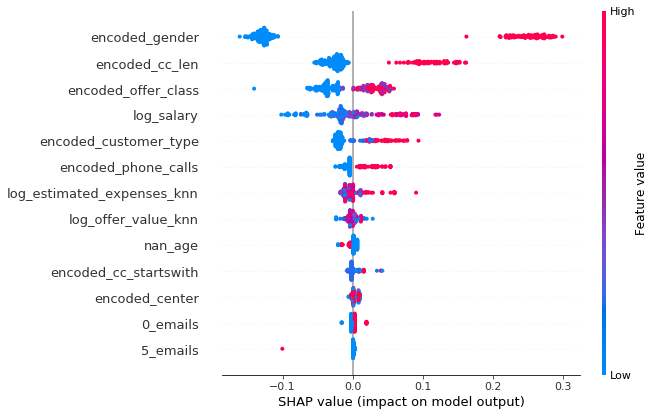 High
encoded_gender
encoded_cc_len
encoded_offer_class
log_salary
encoded_customer_type
encoded_phone_calls
log_estimated_expenses_knn
log_offer_value_knn
nan_age
encoded_cc_startswith
encoded_center
0_emails
5_emails
Feature value
Low
−0.1 0.0 0.1 0.2 0.3
SHAP value (impact on model output)